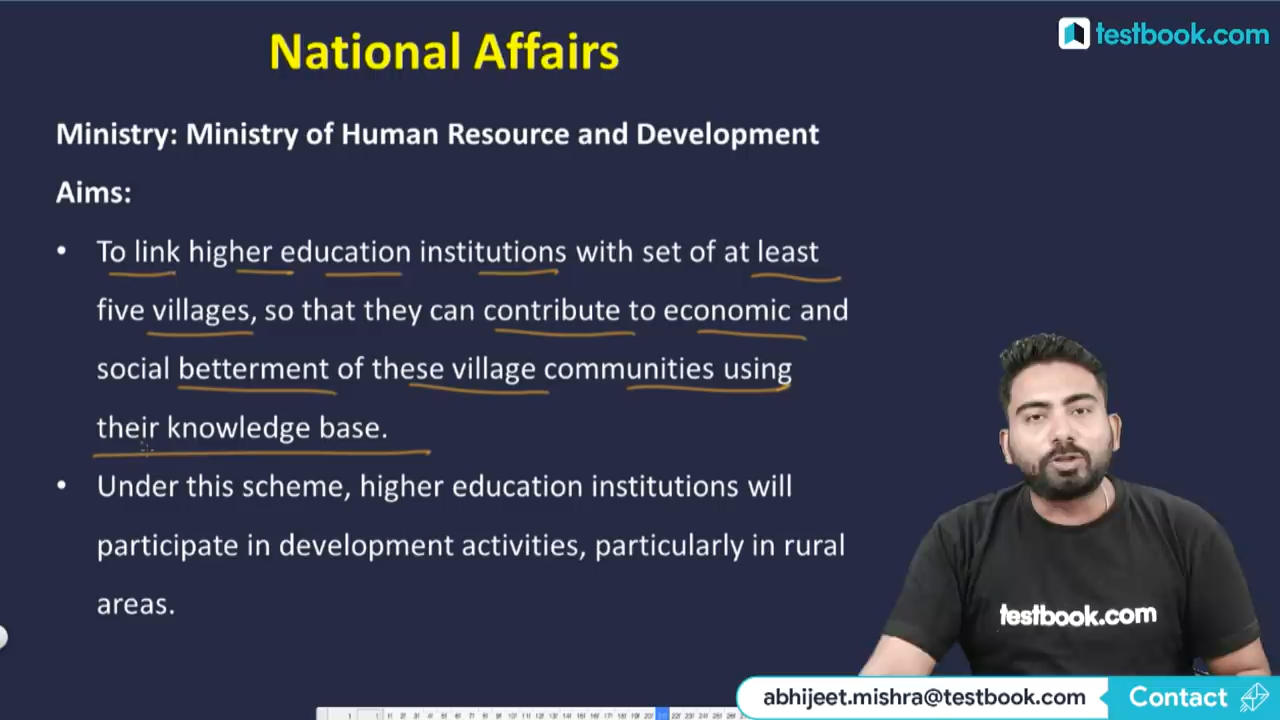 National Affairs
testbook.com
Ministry: Ministry of Human Resource and Development
Aims:
• To link higher education institutions with set of at least
five villages, so that they can contribute to economic and
social betterment of these village communities using
their knowledge base.
• Under this scheme, higher education institutions will
participate in development activities, particularly in rural
areas.
testbook.com
abhijeet.mishra@testbook.com
Contact